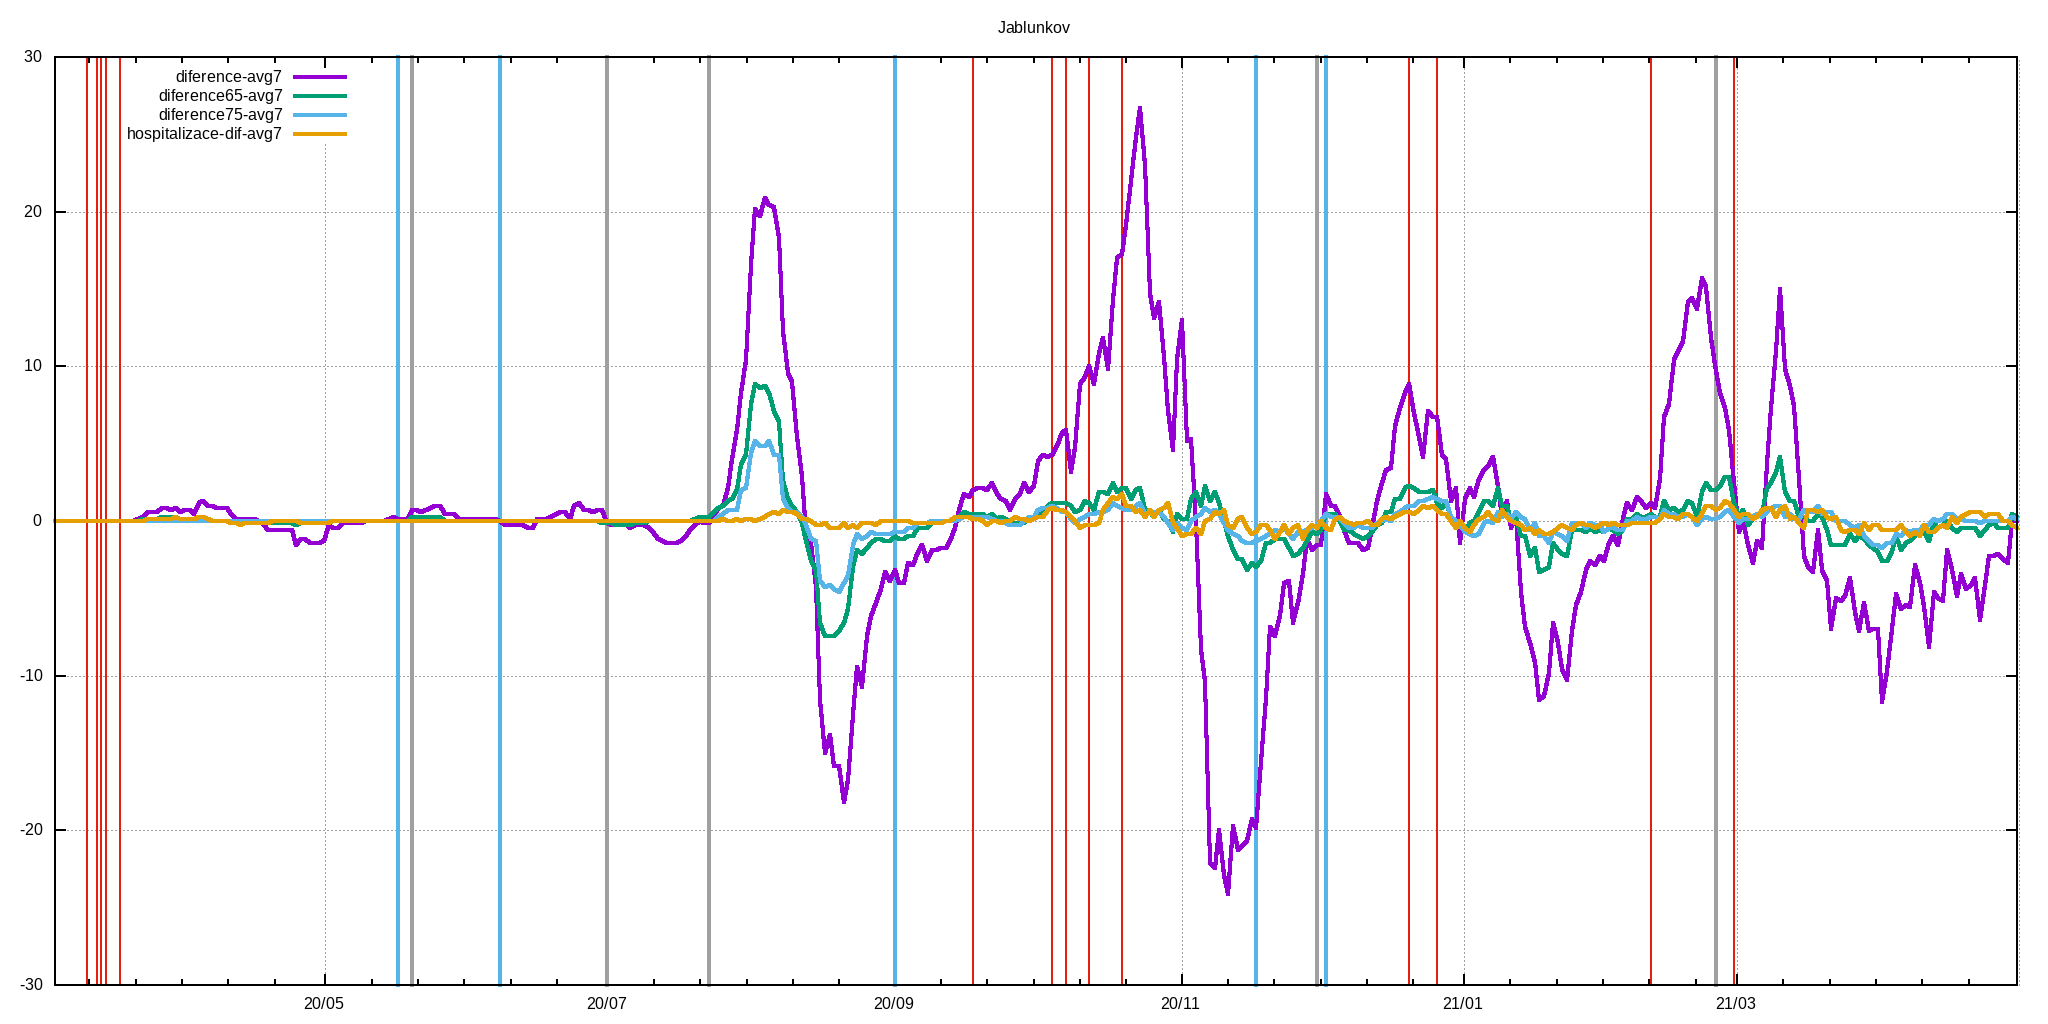 Jablunkov
30
diference-avg7
diference65-avg7
diference75-avg7
hospitalizace-dif-avg7
20
10
0
-10
-20
-30
20/05 20/07 20/09 20/11 21/01 21/03